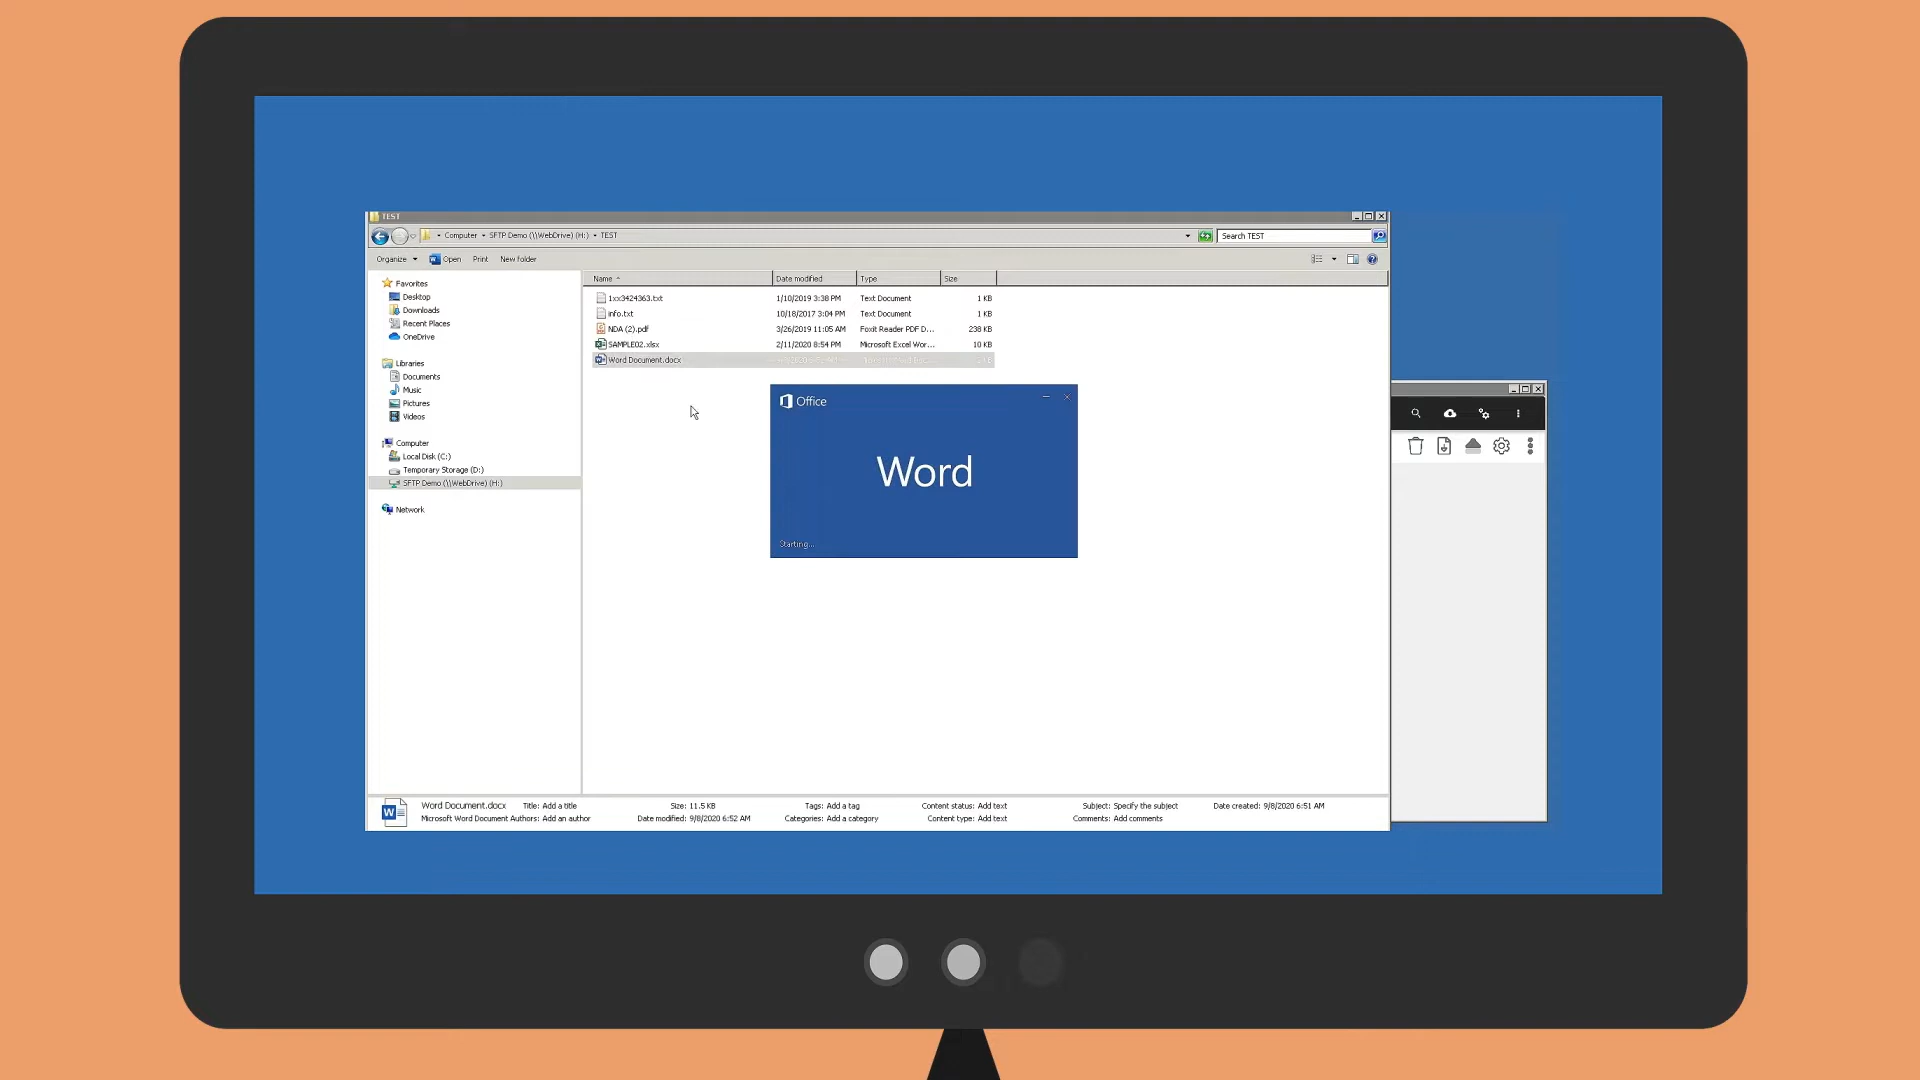 TEST
Computer SFTP Demo (\\WebDrive) (H:) TEST
Search TEST
Organize Open Print New folder
Favorites
Desktop
Downloads
Recent Places
OneDrive
Libraries
Documents
Music
Pictures
Videos
Computer
Local Disk (C:)
Temporary Storage (D:)
SFTP Demo (\\WebDrive) (H:)
Network
Name Date modified Type Size
1xx3424363.txt 1/10/2019 3:38 PM Text Document 1 KB
info.txt 10/18/2017 3:04 PM Text Document 1 KB
NDA (2).pdf 3/26/2019 11:05 AM Foxit Reader PDF D... 238 KB
SAMPLE02.xlsx 2/11/2020 8:54 PM Microsoft Excel Wor... 10 KB
Word Document.docx
Office
Word
Starting...
Word Document.docx Title: Add a title Size: 11.5 KB Tags: Add a tag Content status: Add text Subject: Specify the subject Date created: 9/8/2020 6:51 AM
Microsoft Word Document Authors: Add an author Date modified: 9/8/2020 6:52 AM Categories: Add a category Content type: Add text Comments: Add comments